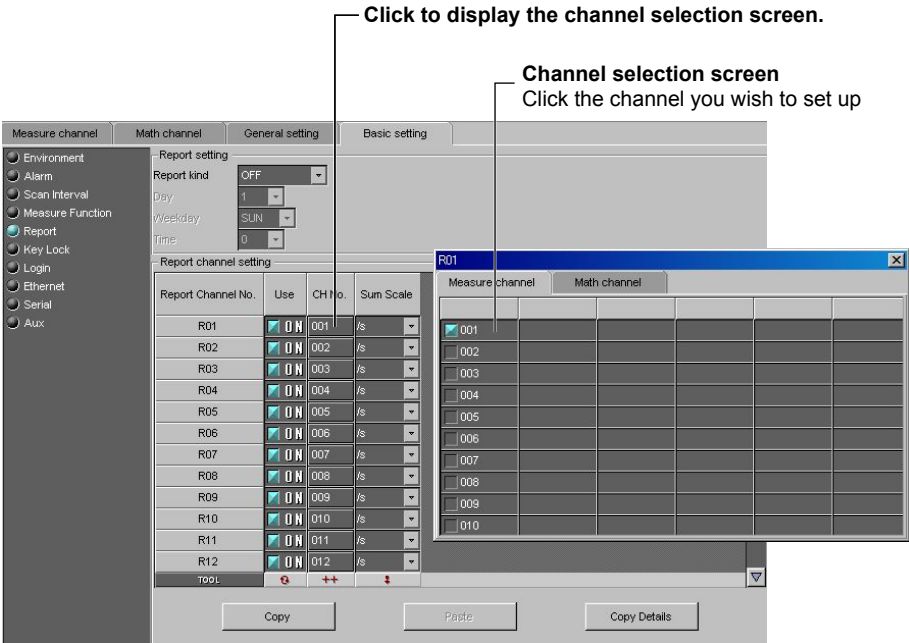 Click to display the channel selection screen.
Channel selection screen
Click the channel you wish to set up
Measure channel
Math channel
General setting
Basic setting
Environment
Alarm
Scan Interval
Measure Function
Report
Key Lock
Login
Ethernet
Serial
Aux
Report setting
Report kind OFF
Day 1
Weekday SUN
Time 0
Report channel setting
Report Channel No. Use CH No. Sum Scale
R01 ON 001 /s
R02 ON 002 /s
R03 ON 003 /s
R04 ON 004 /s
R05 ON 005 /s
R06 ON 006 /s
R07 ON 007 /s
R08 ON 008 /s
R09 ON 009 /s
R10 ON 010 /s
R11 ON 011 /s
R12 ON 012 /s
TOOL ++
Copy
Paste
Copy Details
R01
Measure channel
Math channel
001
002
003
004
005
006
007
008
009
010